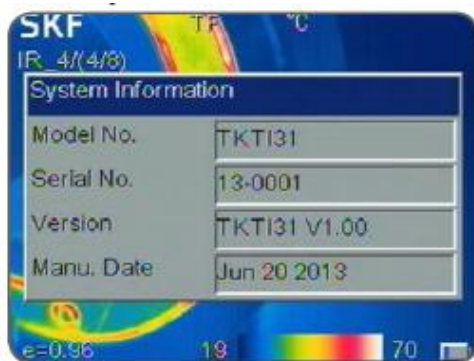 SKF TF °C
IR_4/(4/8)
System Information
Model No. TKTI31
Serial No. 13-0001
Version TKTI31 V1.00
Manu. Date Jun 20 2013
e=0.96 19 70